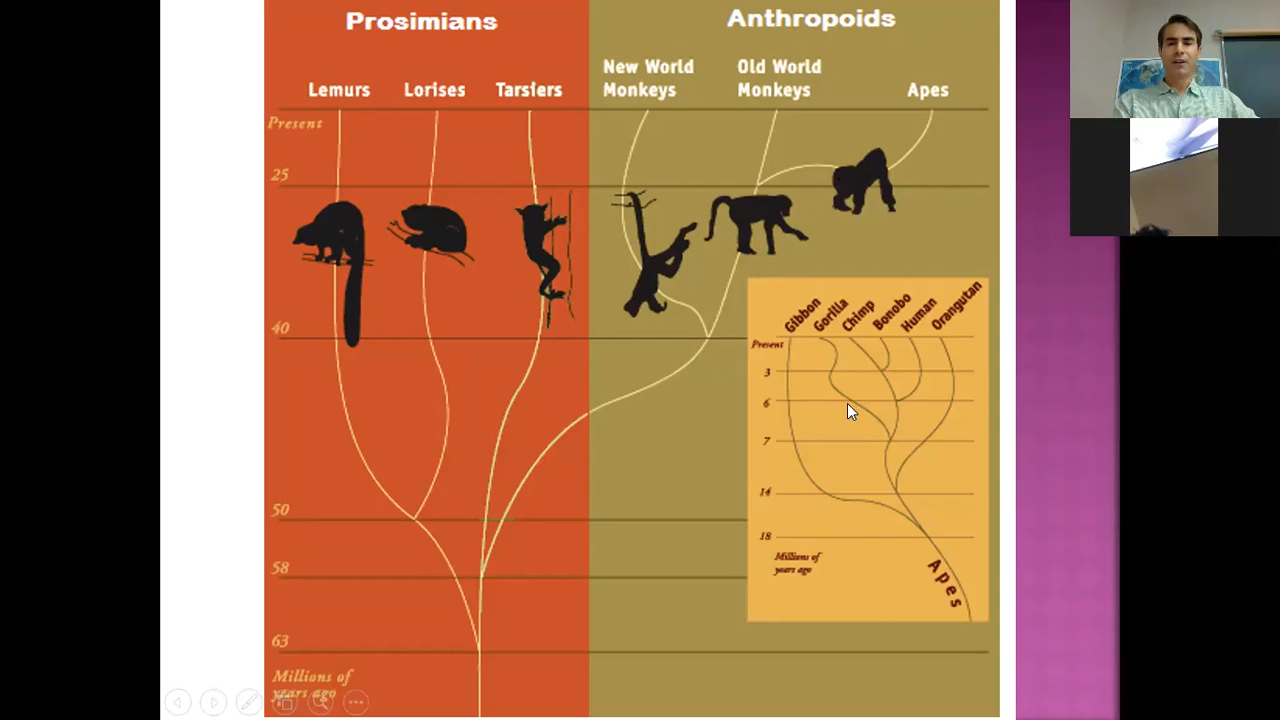 Prosimians
Anthropoids
Lemurs
Lorises
Tarsiers
New World
Monkeys
Old World
Monkeys
Apes
Present
25
40
50
58
63
Millions of
years ago
Gibbon
Gorilla
Chimp
Bonobo
Human
Orangutan
Present
3
6
7
14
18
Millions of
years ago
Apes